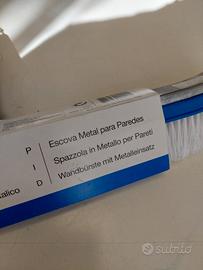 P Escova Metal para Paredes
I Spazzola in Metallo per Pareti
alico D Wandbürste mit Metalleinsatz
subito